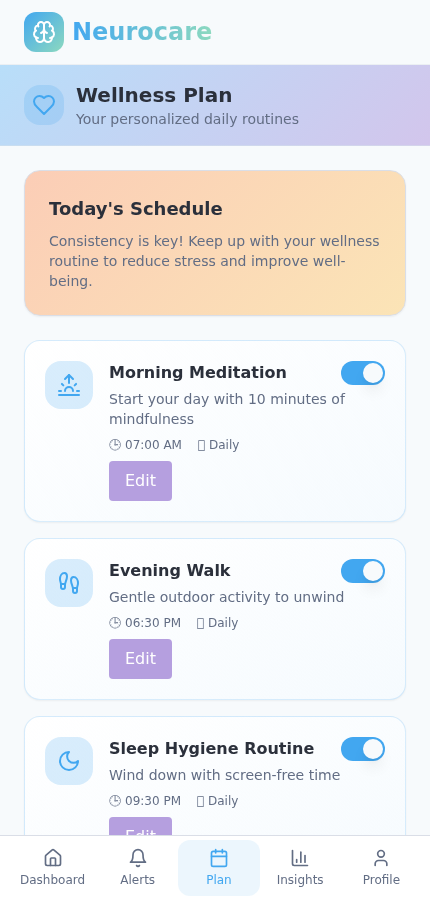 Neurocare
Wellness Plan
Your personalized daily routines
Today's Schedule
Consistency is key! Keep up with your wellness
routine to reduce stress and improve well-
being.
Morning Meditation
Start your day with 10 minutes of
mindfulness
07:00 AM Daily
Edit
Evening Walk
Gentle outdoor activity to unwind
06:30 PM Daily
Edit
Sleep Hygiene Routine
Wind down with screen-free time
09:30 PM Daily
Edit
Dashboard Alerts Plan Insights Profile